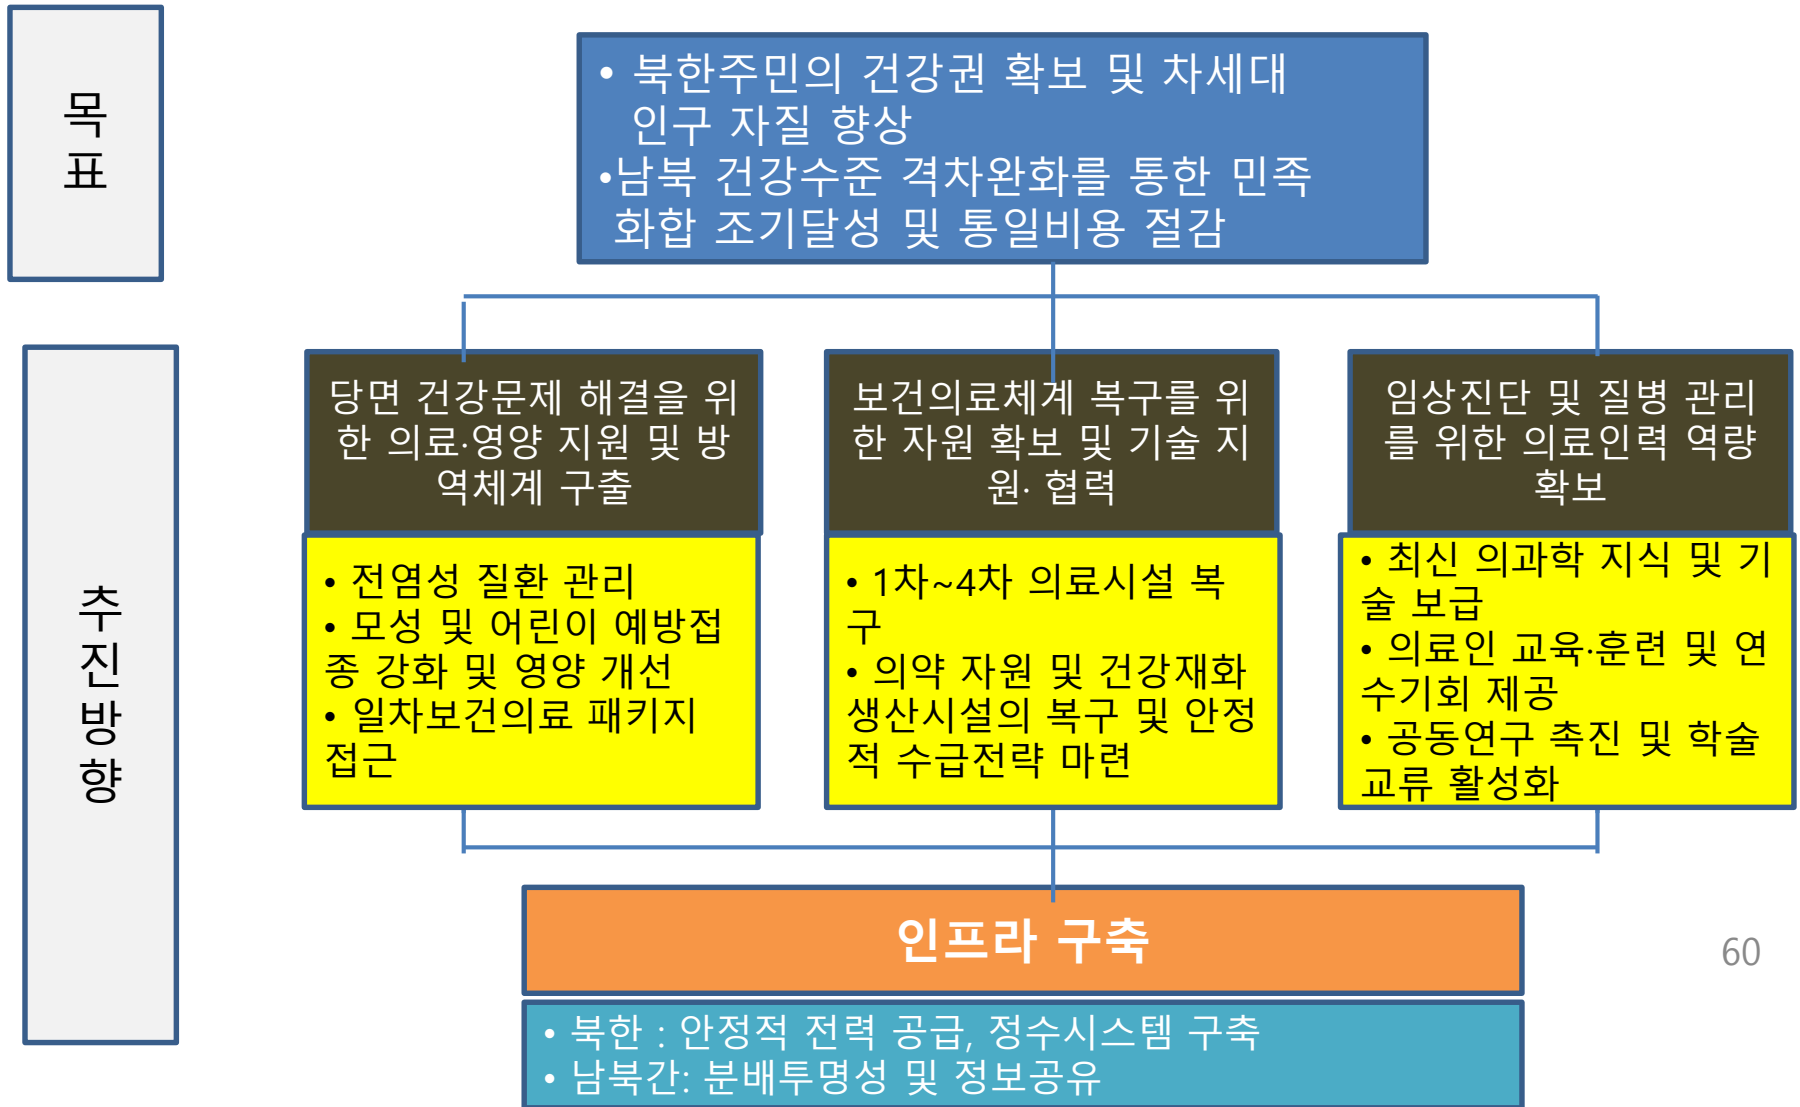 목
표
• 북한주민의 건강권 확보 및 차세대
인구 자질 향상
•남북 건강수준 격차완화를 통한 민족
화합 조기달성 및 통일비용 절감
추
진
방
향
당면 건강문제 해결을 위
한 의료·영양 지원 및 방
역체계 구출
• 전염성 질환 관리
• 모성 및 어린이 예방접
종 강화 및 영양 개선
• 일차보건의료 패키지
접근
보건의료체계 복구를 위
한 자원 확보 및 기술 지
원· 협력
• 1차~4차 의료시설 복
구
• 의약 자원 및 건강재화
생산시설의 복구 및 안정
적 수급전략 마련
임상진단 및 질병 관리
를 위한 의료인력 역량
확보
• 최신 의과학 지식 및 기
술 보급
• 의료인 교육·훈련 및 연
수기회 제공
• 공동연구 촉진 및 학술
교류 활성화
인프라 구축
• 북한 : 안정적 전력 공급, 정수시스템 구축
• 남북간: 분배투명성 및 정보공유
60